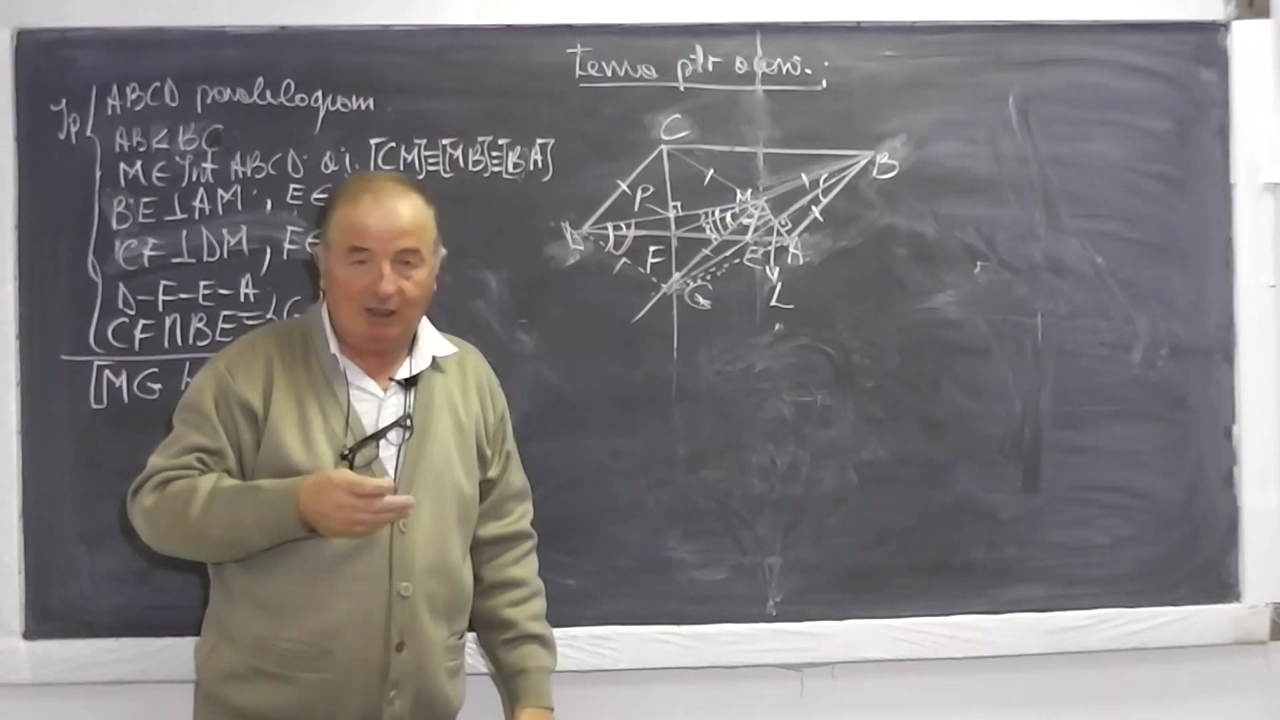 Tema ptr acasă:
Ip ABCD paralelogram
AB<BC
M∈Int ABCD a.î. [CM]≡[MB]≡[BA]
BE⊥AM, E∈
CF⊥DM, F∈
D-F-E-A
CF∩BE={G
[MG
C
B
P
M
D
F
E
A
G
L